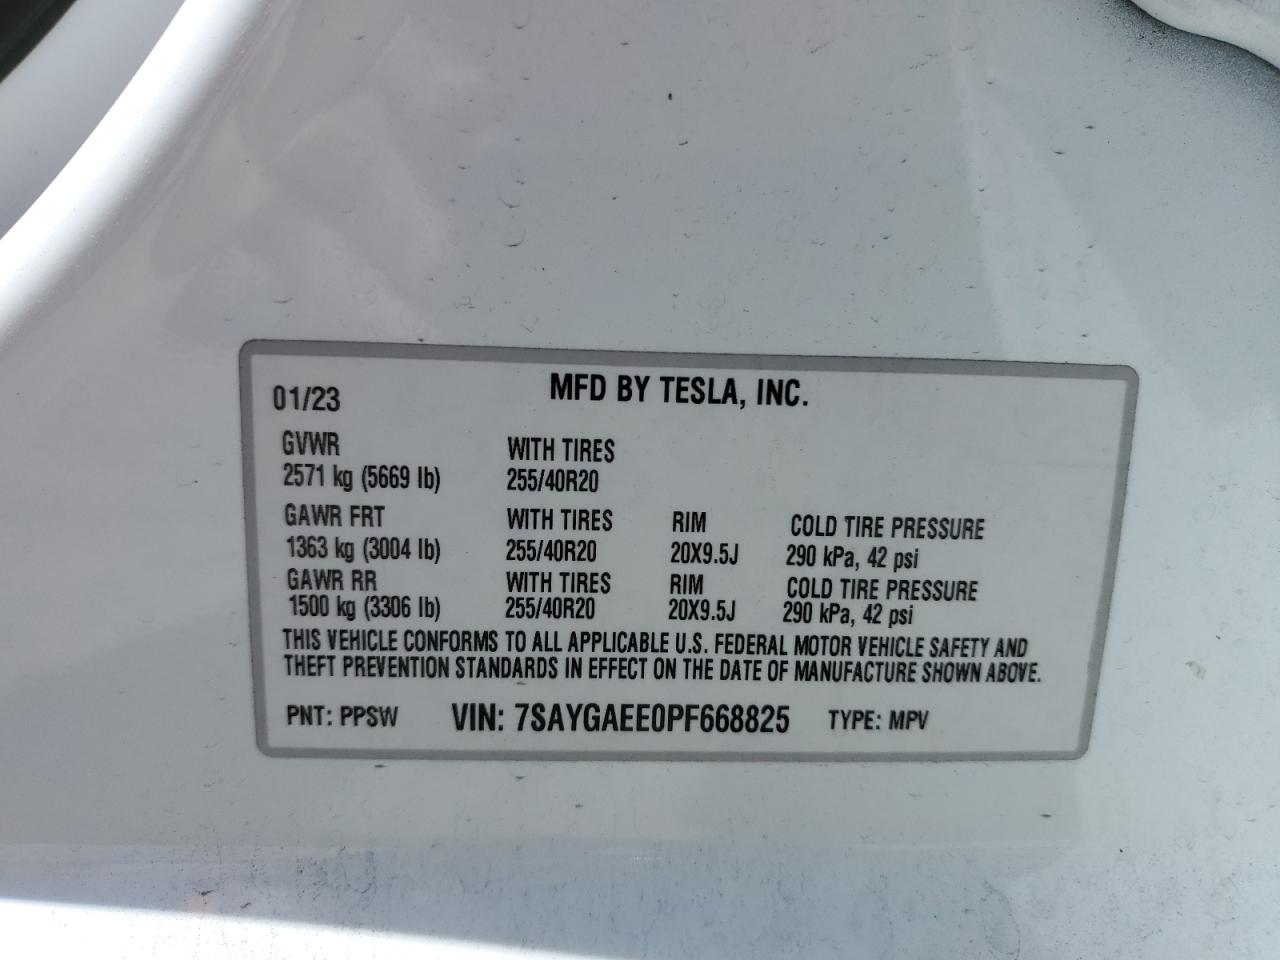 01/23 MFD BY TESLA, INC.
GVWR WITH TIRES
2571 kg (5669 lb) 255/40R20
GAWR FRT WITH TIRES RIM COLD TIRE PRESSURE
1363 kg (3004 lb) 255/40R20 20X9.5J 290 kPa, 42 psi
GAWR RR WITH TIRES RIM COLD TIRE PRESSURE
1500 kg (3306 lb) 255/40R20 20X9.5J 290 kPa, 42 psi
THIS VEHICLE CONFORMS TO ALL APPLICABLE U.S. FEDERAL MOTOR VEHICLE SAFETY AND
THEFT PREVENTION STANDARDS IN EFFECT ON THE DATE OF MANUFACTURE SHOWN ABOVE.
PNT: PPSW VIN: 7SAYGAEE0PF668825 TYPE: MPV